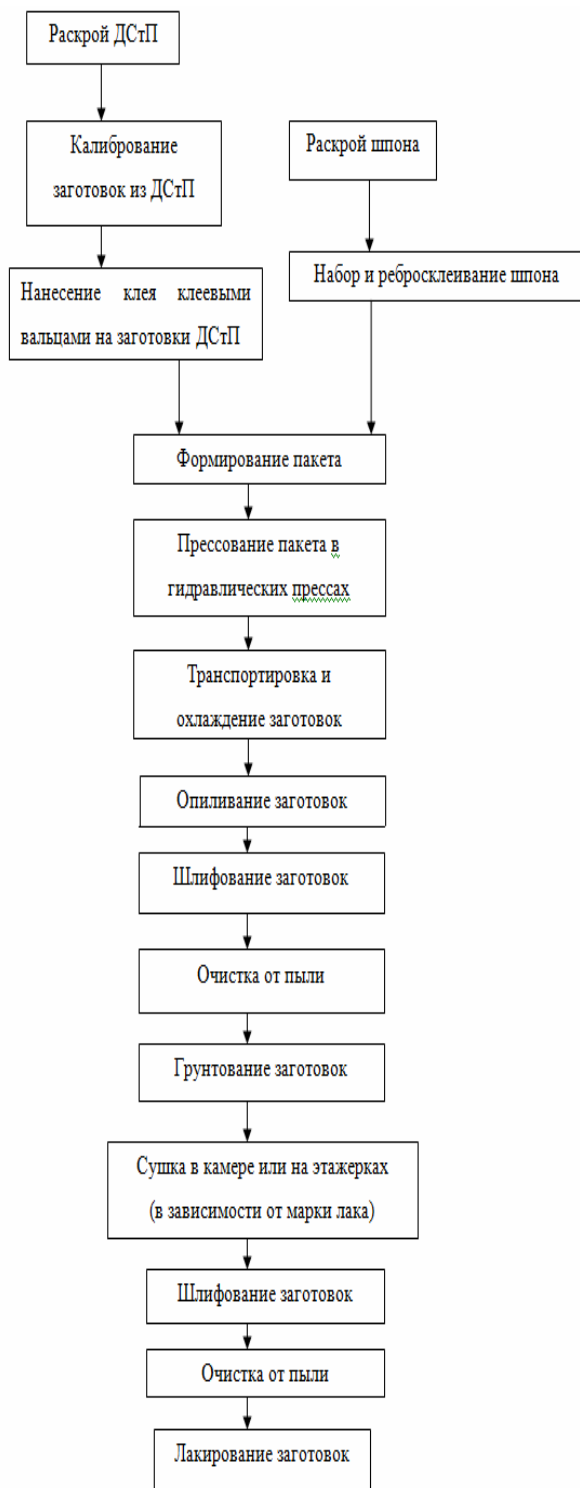 Раскрой ДСтП
Калибрование
заготовок из ДСтП
Нанесение клея клеевыми
вальцами на заготовки ДСтП
Раскрой шпона
Набор и ребросклеивание шпона
Формирование пакета
Прессование пакета в
гидравлических прессах
Транспортировка и
охлаждение заготовок
Опиливание заготовок
Шлифование заготовок
Очистка от пыли
Грунтование заготовок
Сушка в камере или на этажерках
(в зависимости от марки лака)
Шлифование заготовок
Очистка от пыли
Лакирование заготовок